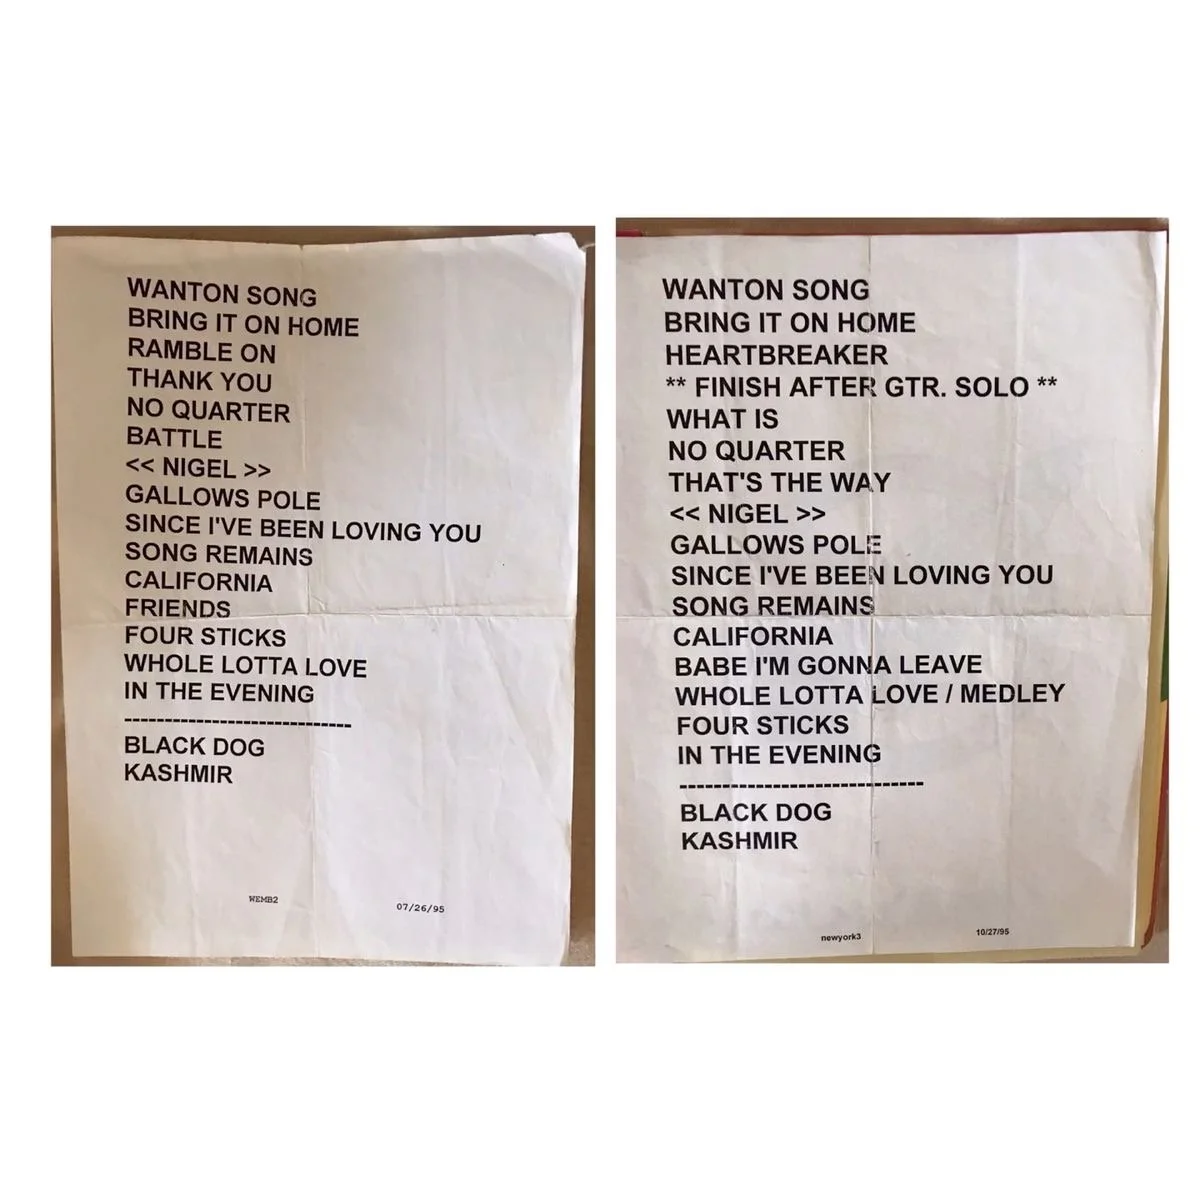 WANTON SONG
BRING IT ON HOME
RAMBLE ON
THANK YOU
NO QUARTER
BATTLE
<< NIGEL >>
GALLOWS POLE
SINCE I'VE BEEN LOVING YOU
SONG REMAINS
CALIFORNIA
FRIENDS
FOUR STICKS
WHOLE LOTTA LOVE
IN THE EVENING
----------------------------
BLACK DOG
KASHMIR
WEMB2 07/26/95
WANTON SONG
BRING IT ON HOME
HEARTBREAKER
** FINISH AFTER GTR. SOLO **
WHAT IS
NO QUARTER
THAT'S THE WAY
<< NIGEL >>
GALLOWS POLE
SINCE I'VE BEEN LOVING YOU
SONG REMAINS
CALIFORNIA
BABE I'M GONNA LEAVE
WHOLE LOTTA LOVE / MEDLEY
FOUR STICKS
IN THE EVENING
----------------------------
BLACK DOG
KASHMIR
newyork3 10/27/95